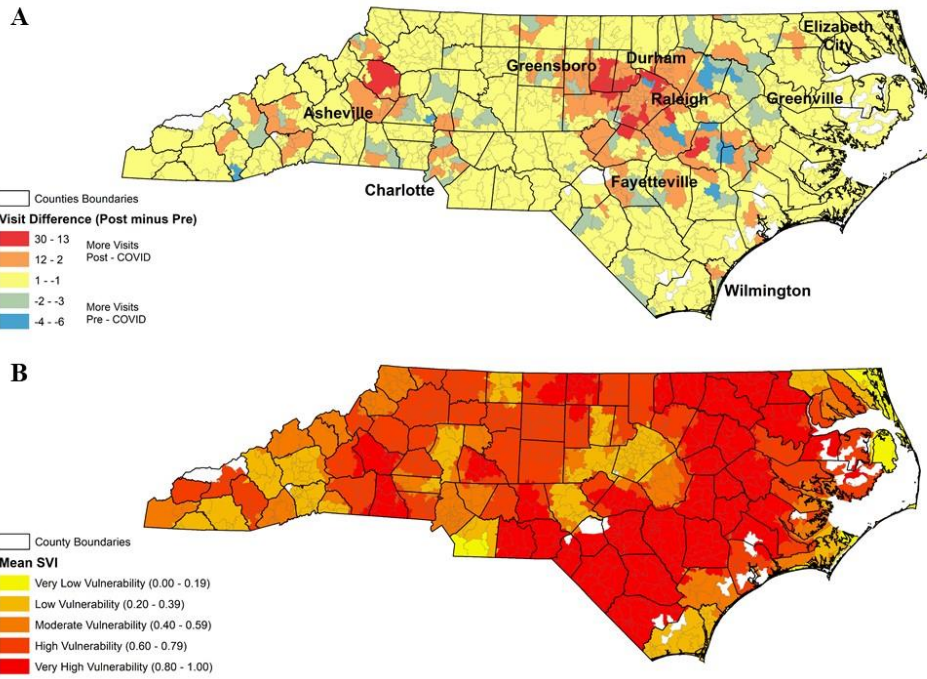 A
Elizabeth
City
Greensboro
Durham
Raleigh
Greenville
Asheville
Charlotte
Fayetteville
Wilmington
Counties Boundaries
Visit Difference (Post minus Pre)
30 - 13
More Visits
Post - COVID
12 - 2
1 - -1
-2 - -3
More Visits
Pre - COVID
-4 - -6
B
County Boundaries
Mean SVI
Very Low Vulnerability (0.00 - 0.19)
Low Vulnerability (0.20 - 0.39)
Moderate Vulnerability (0.40 - 0.59)
High Vulnerability (0.60 - 0.79)
Very High Vulnerability (0.80 - 1.00)